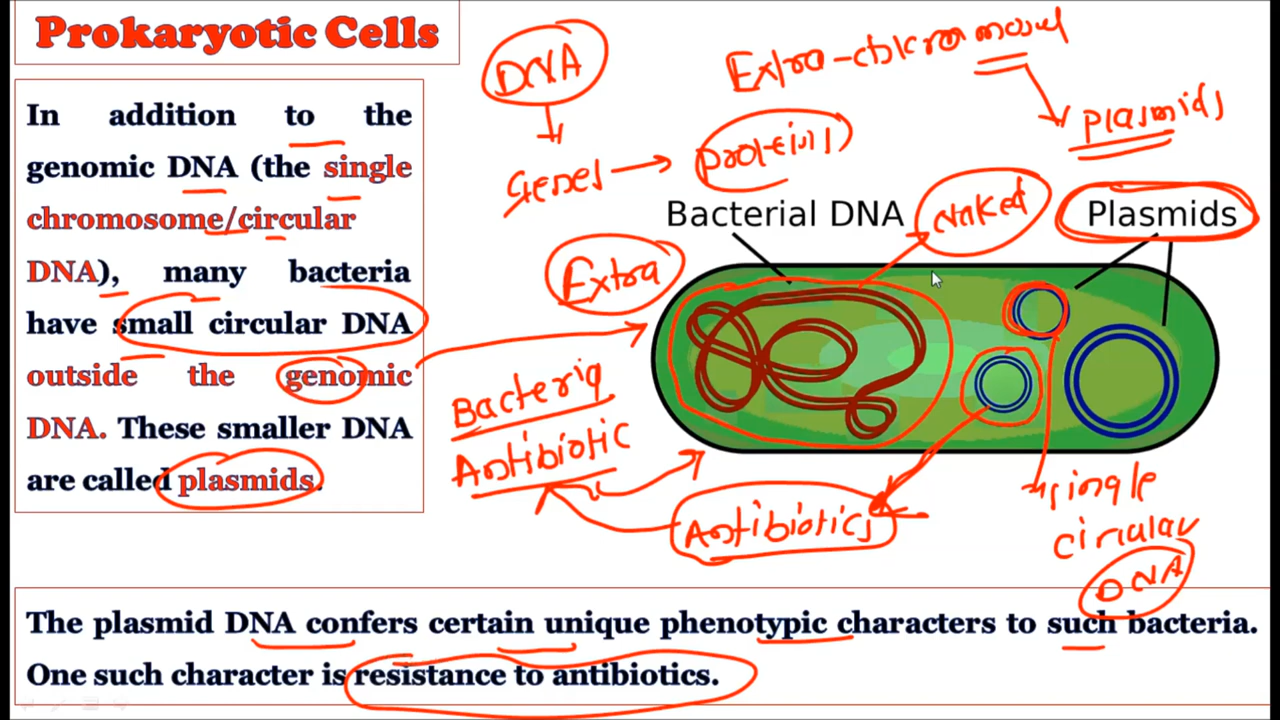 Prokaryotic Cells
In addition to the
genomic DNA (the single
chromosome/circular
DNA), many bacteria
have small circular DNA
outside the genomic
DNA. These smaller DNA
are called plasmids.
DNA
Genes
Proteins
Extra-chromosomal
plasmids
Bacterial DNA
Naked
Plasmids
Extra
Bacteria
Antibiotic
Antibiotics
single
circular
DNA
The plasmid DNA confers certain unique phenotypic characters to such bacteria.
One such character is resistance to antibiotics.